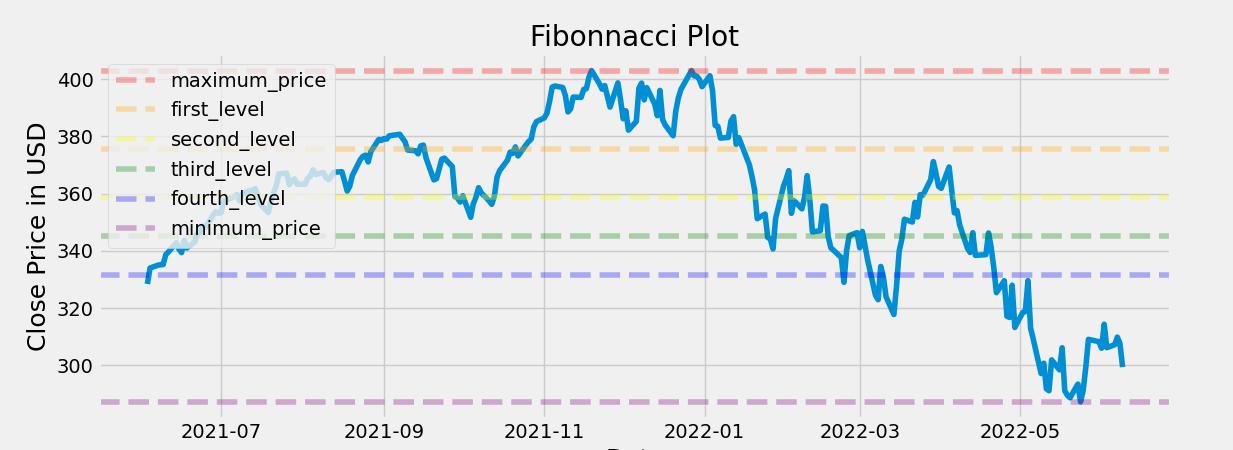 Fibonnacci Plot
Close Price in USD
400
380
360
340
320
300
maximum_price
first_level
second_level
third_level
fourth_level
minimum_price
2021-07
2021-09
2021-11
2022-01
2022-03
2022-05